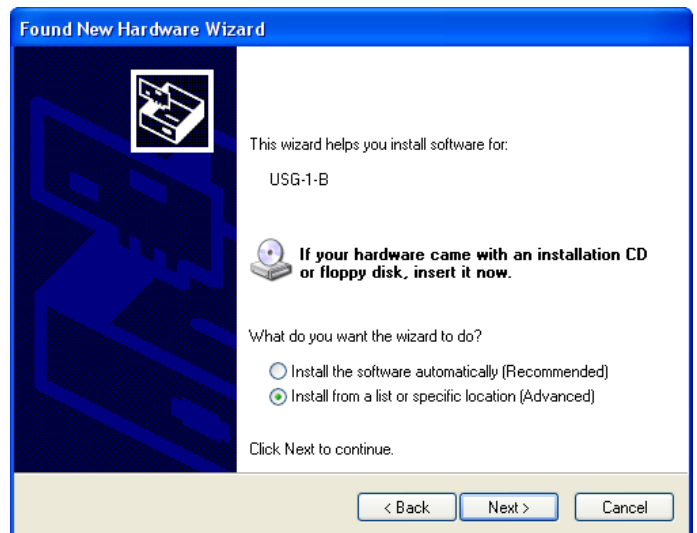 Found New Hardware Wizard
This wizard helps you install software for:
USG-1-B
If your hardware came with an installation CD
or floppy disk, insert it now.
What do you want the wizard to do?
Install the software automatically (Recommended)
Install from a list or specific location (Advanced)
Click Next to continue.
< Back Next > Cancel